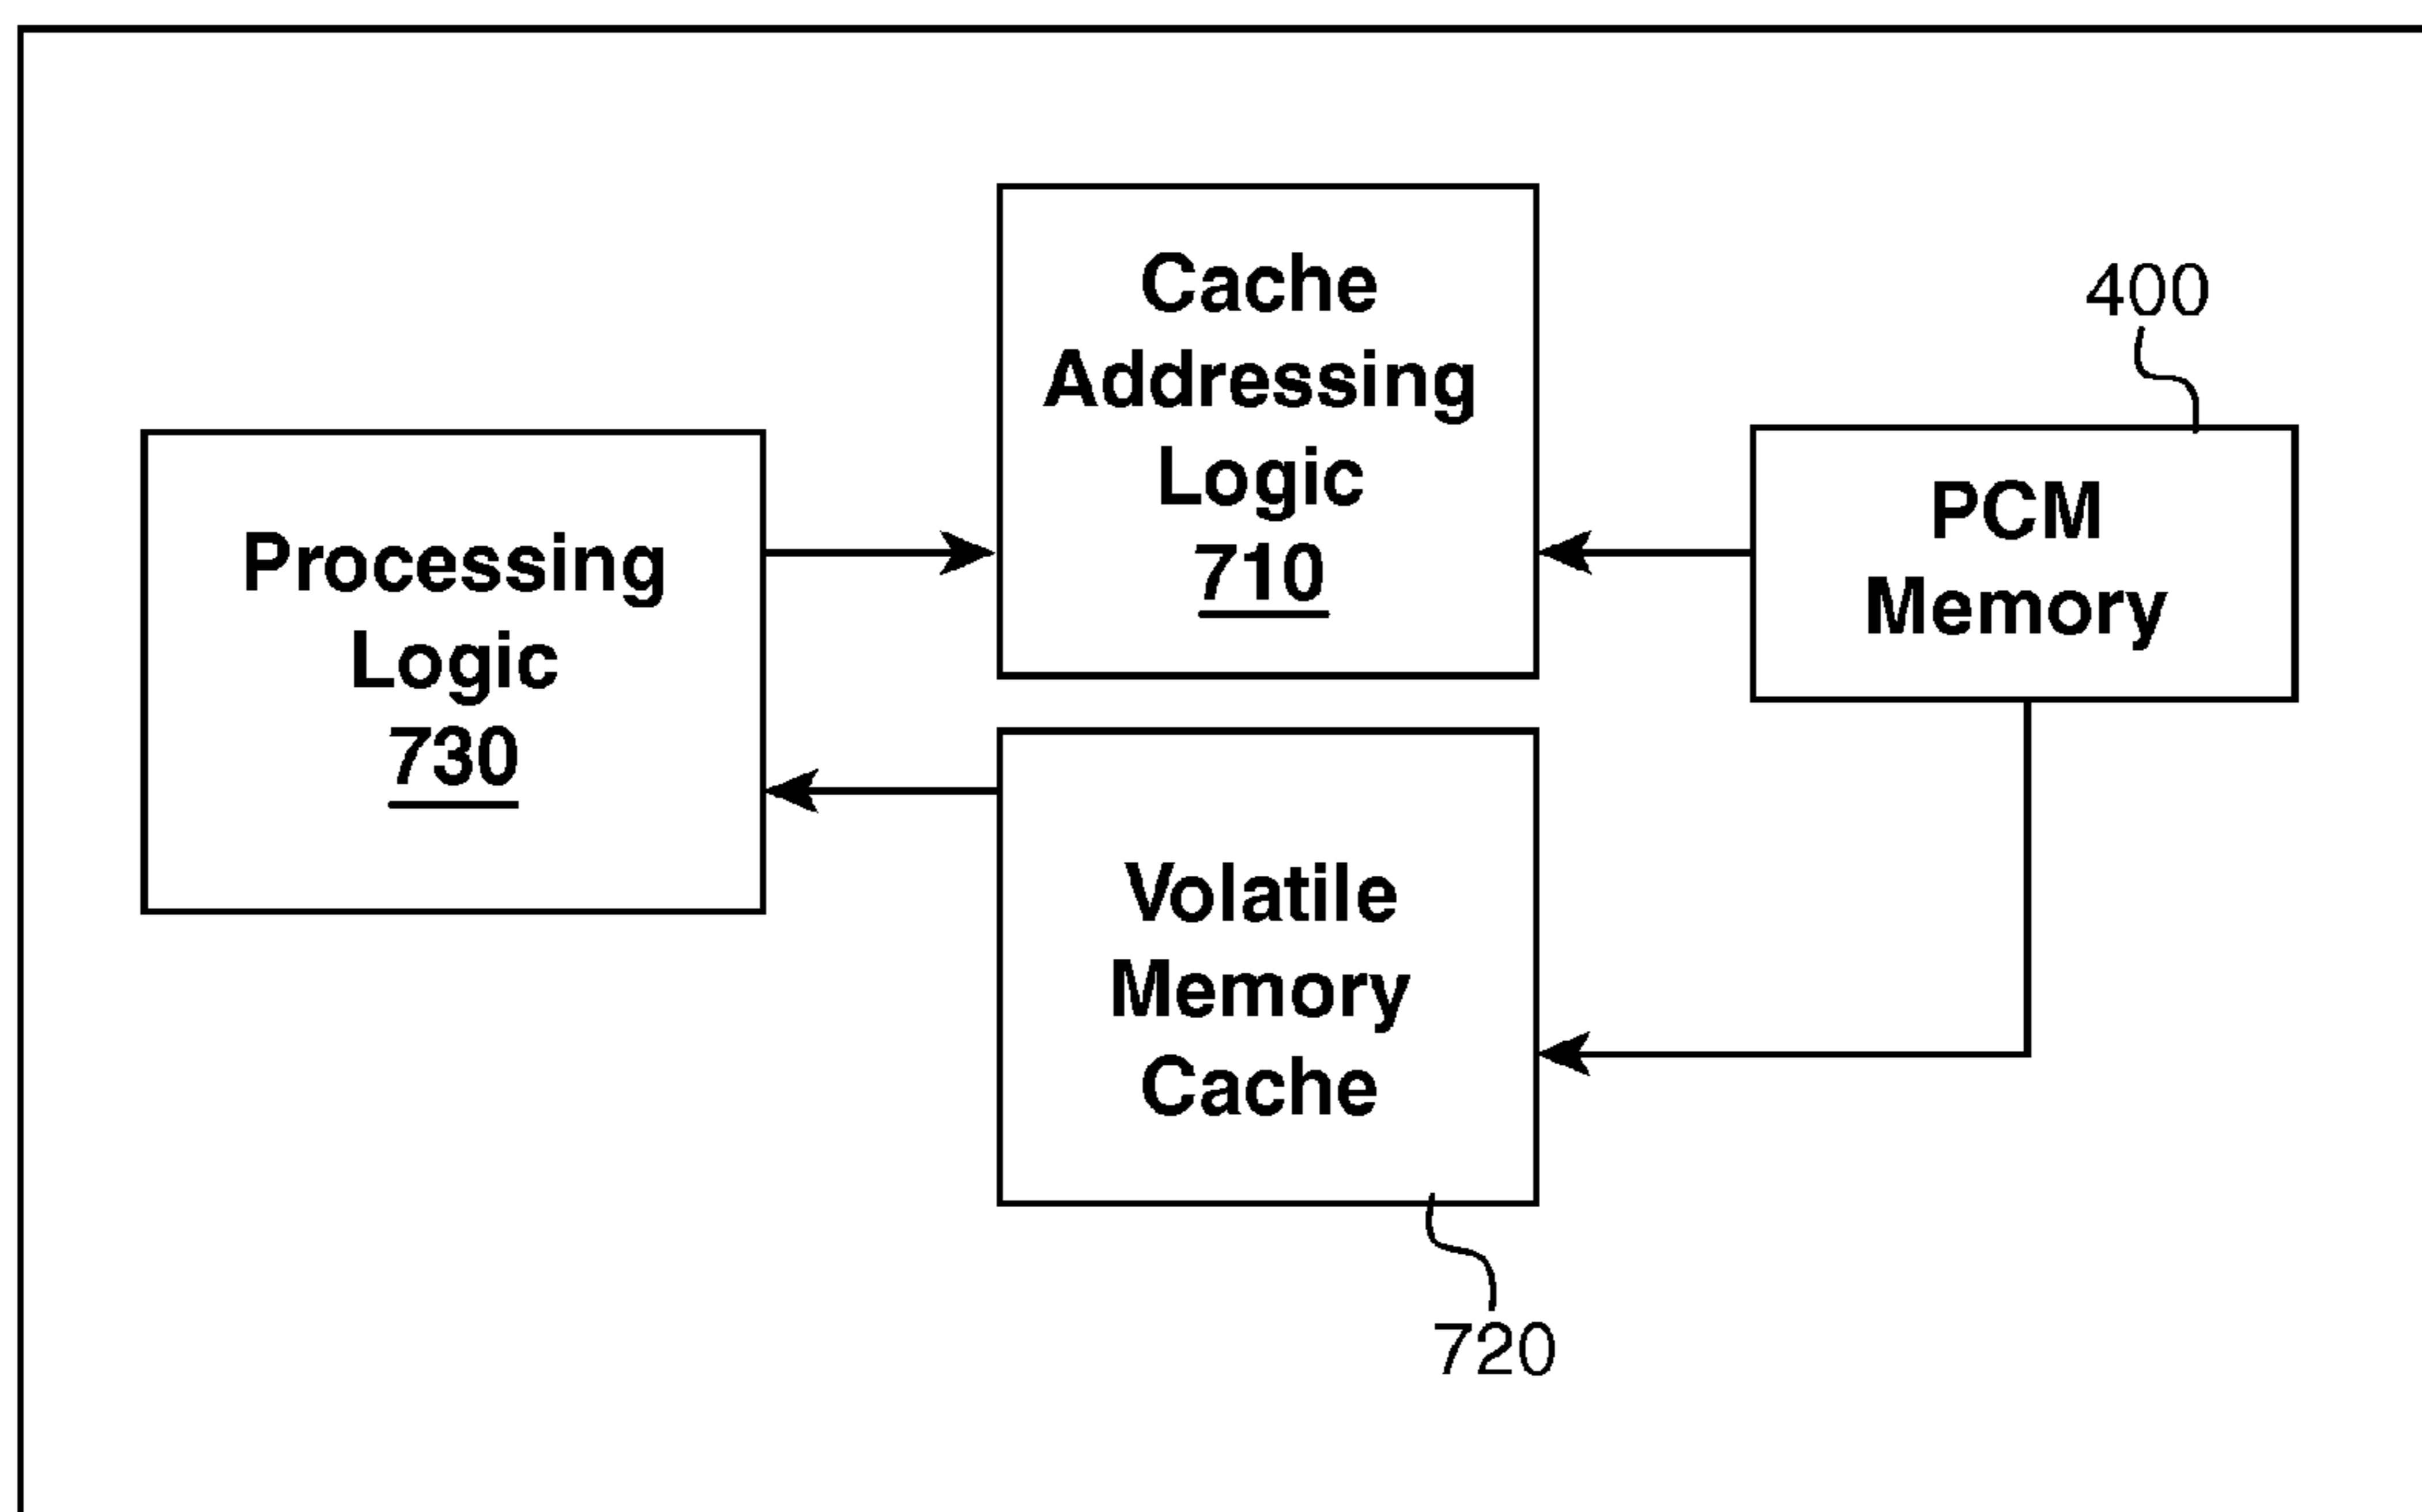 Cache
Addressing
Logic
710
400
PCM
Memory
Processing
Logic
730
Volatile
Memory
Cache
720